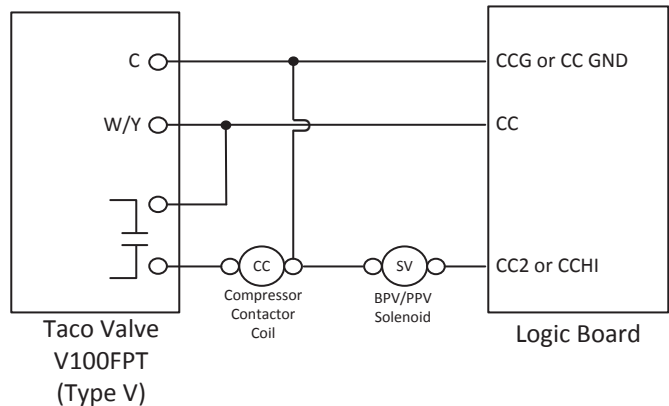 C
CCG or CC GND
W/Y
CC
CC
SV
CC2 or CCHI
Compressor
Contactor
Coil
BPV/PPV
Solenoid
Taco Valve
V100FPT
(Type V)
Logic Board